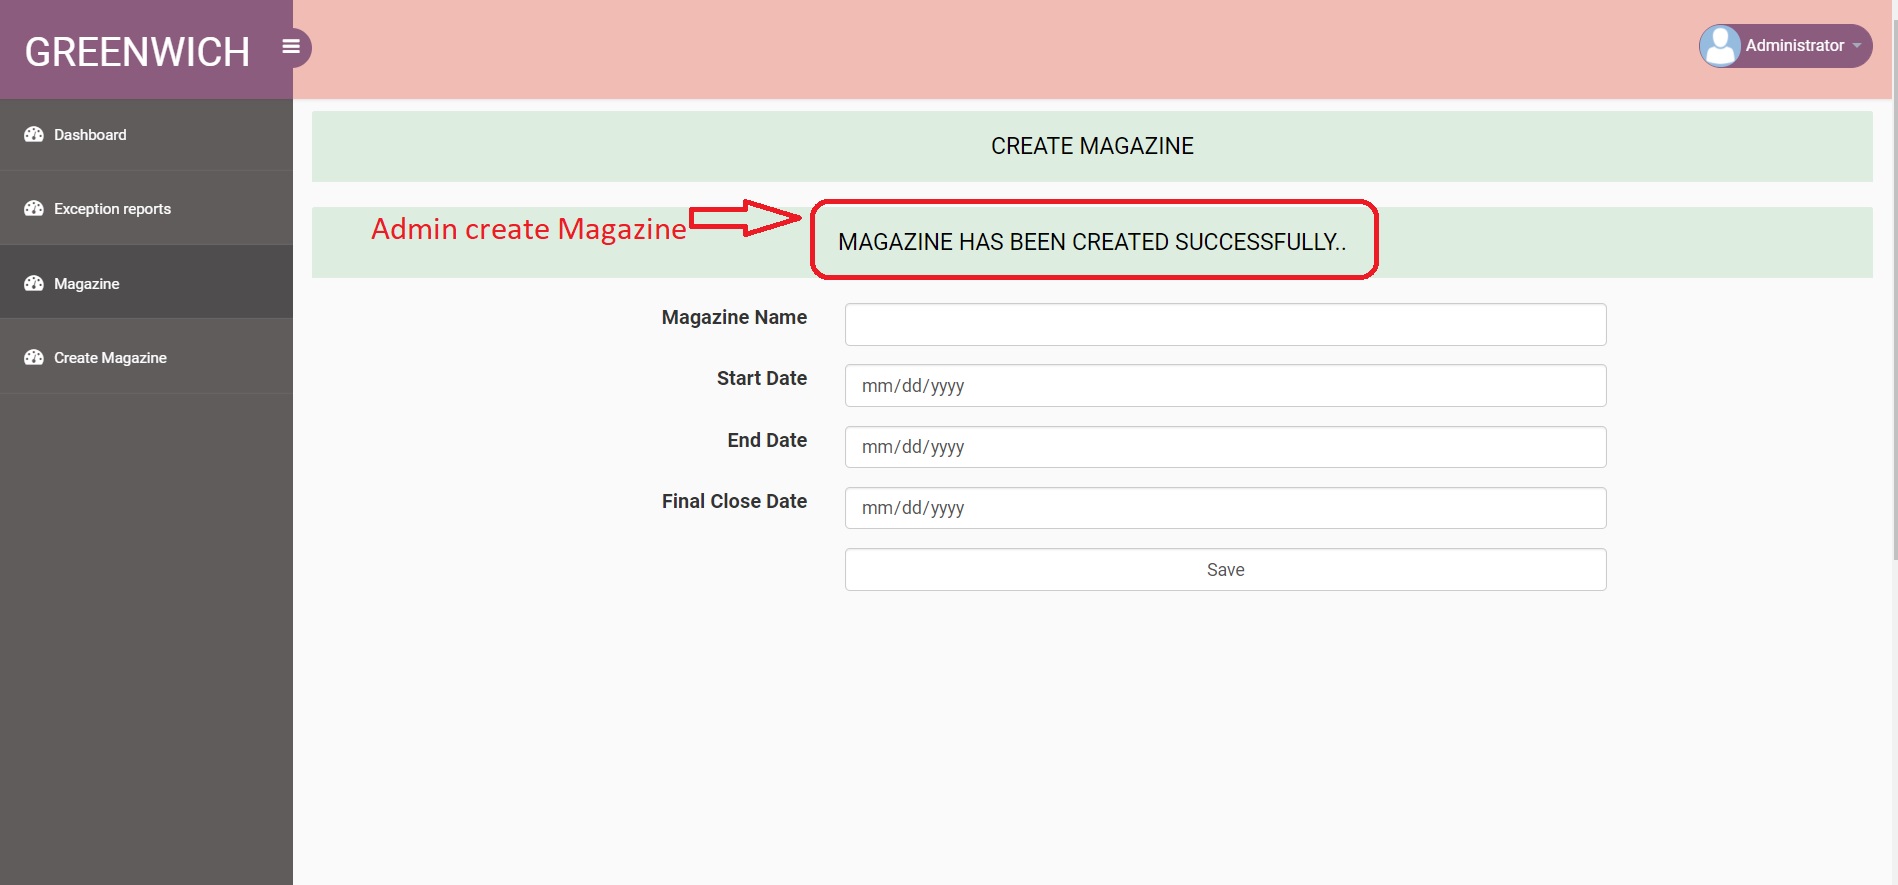 GREENWICH
Administrator
Dashboard
Exception reports
Magazine
Create Magazine
CREATE MAGAZINE
Admin create Magazine
MAGAZINE HAS BEEN CREATED SUCCESSFULLY..
Magazine Name
Start Date
mm/dd/yyyy
End Date
mm/dd/yyyy
Final Close Date
mm/dd/yyyy
Save